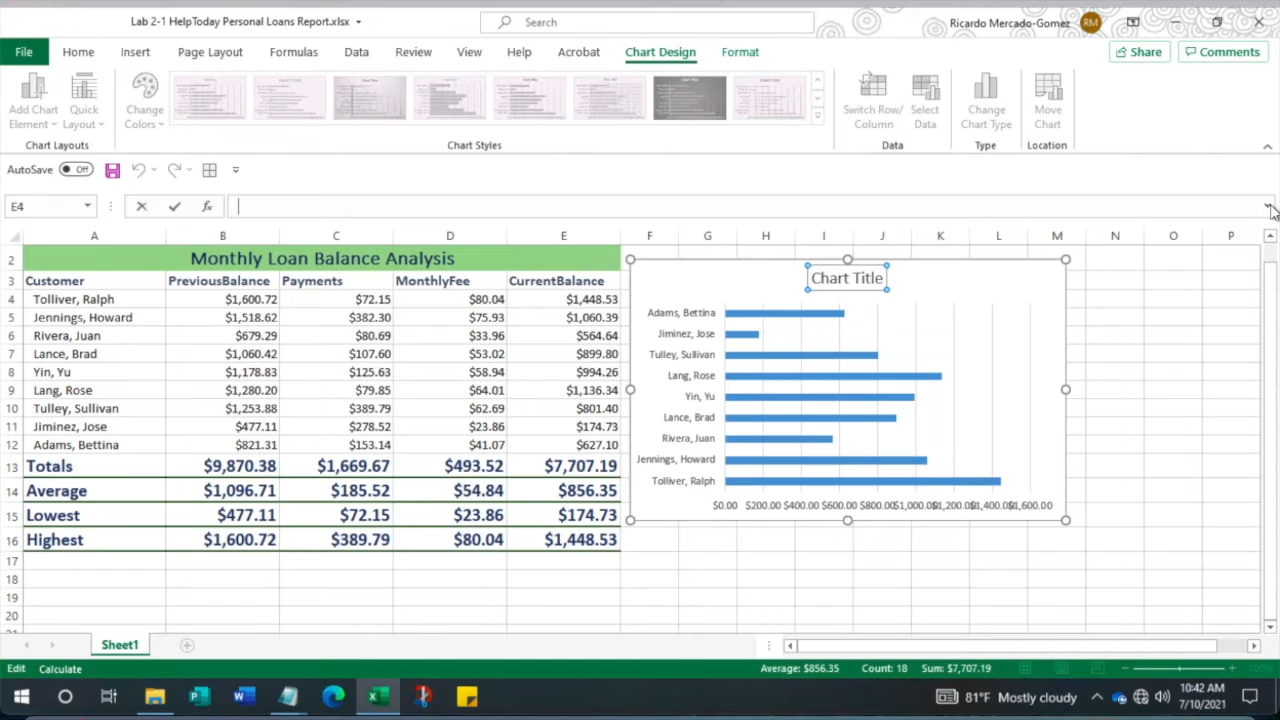 Lab 2-1 HelpToday Personal Loans Report.xlsx
Search
Ricardo Mercado-Gomez RM
File Home Insert Page Layout Formulas Data Review View Help Acrobat Chart Design Format Share Comments
Add Chart Element Quick Layout Change Colors Switch Row/ Column Select Data Change Chart Type Move Chart
Chart Layouts Chart Styles Data Type Location
AutoSave Off
E4 fx
A B C D E F G H I J K L M N O P
2 Monthly Loan Balance Analysis
3 Customer PreviousBalance Payments MonthlyFee CurrentBalance
4 Tolliver, Ralph $1,600.72 $72.15 $80.04 $1,448.53
5 Jennings, Howard $1,518.62 $382.30 $75.93 $1,060.39
6 Rivera, Juan $679.29 $80.69 $33.96 $564.64
7 Lance, Brad $1,060.42 $107.60 $53.02 $899.80
8 Yin, Yu $1,178.83 $125.63 $58.94 $994.26
9 Lang, Rose $1,280.20 $79.85 $64.01 $1,136.34
10 Tulley, Sullivan $1,253.88 $389.79 $62.69 $801.40
11 Jiminez, Jose $477.11 $278.52 $23.86 $174.73
12 Adams, Bettina $821.31 $153.14 $41.07 $627.10
13 Totals $9,870.38 $1,669.67 $493.52 $7,707.19
14 Average $1,096.71 $185.52 $54.84 $856.35
15 Lowest $477.11 $72.15 $23.86 $174.73
16 Highest $1,600.72 $389.79 $80.04 $1,448.53
17
18
19
20
Chart Title
Adams, Bettina
Jiminez, Jose
Tulley, Sullivan
Lang, Rose
Yin, Yu
Lance, Brad
Rivera, Juan
Jennings, Howard
Tolliver, Ralph
$0.00 $200.00 $400.00 $600.00 $800.00 $1,000.00 $1,200.00 $1,400.00 $1,600.00
Sheet1
Edit Calculate Average: $856.35 Count: 18 Sum: $7,707.19
81°F Mostly cloudy
10:42 AM
7/10/2021